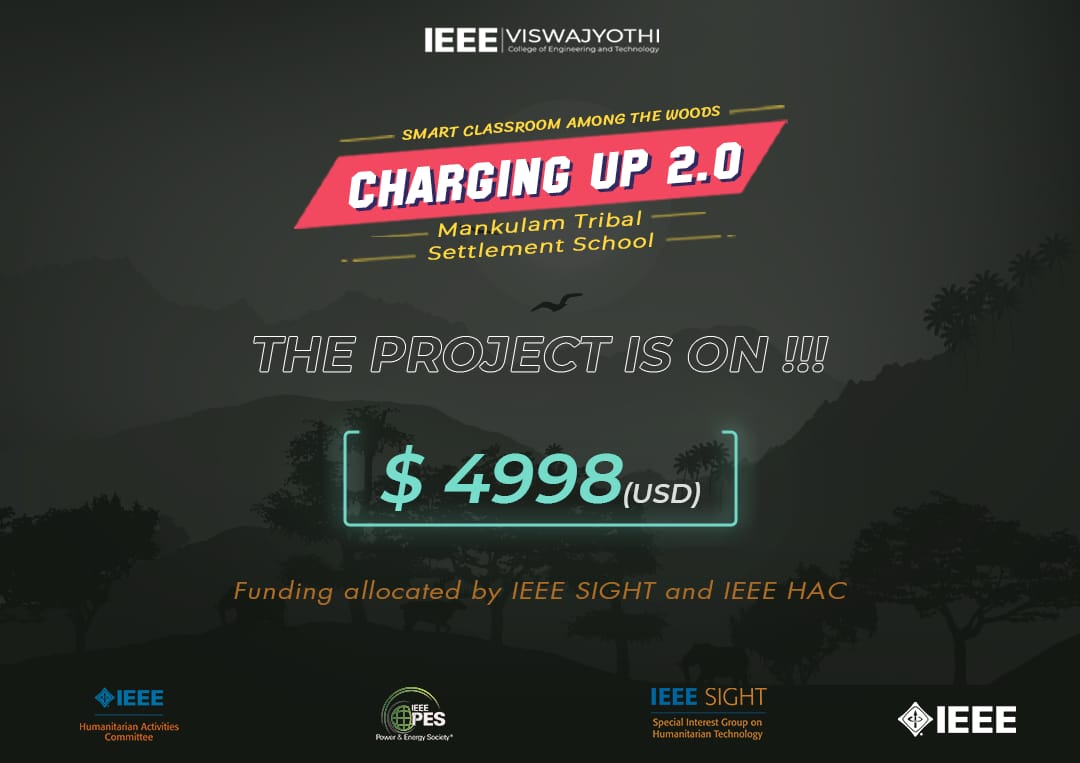 IEEE VISWAJYOTHI
College of Engineering and Technology
SMART CLASSROOM AMONG THE WOODS
CHARGING UP 2.0
Mankulam Tribal
Settlement School
THE PROJECT IS ON !!!
$ 4998(USD)
Funding allocated by IEEE SIGHT and IEEE HAC
IEEE
Humanitarian Activities
Committee
IEEE
PES
Power & Energy Society®
IEEE SIGHT
Special Interest Group on
Humanitarian Technology
IEEE